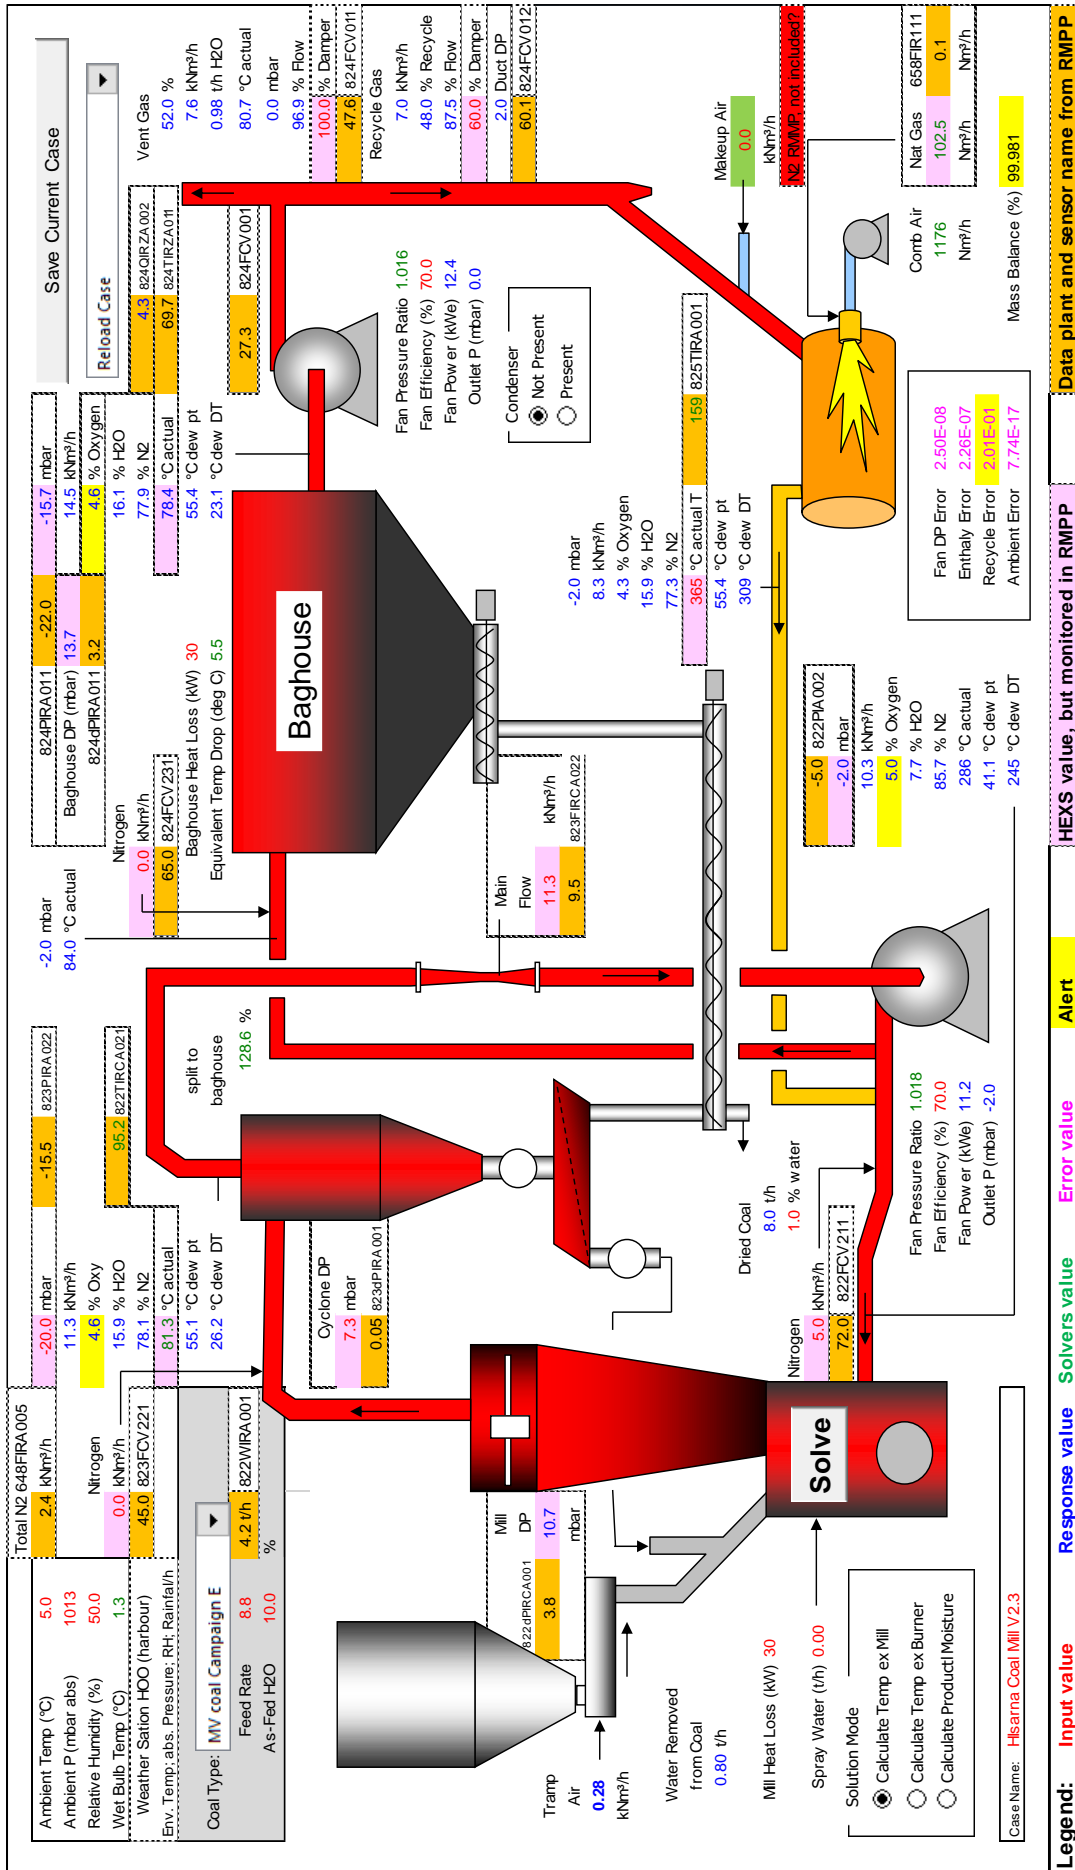 Total N2 648FIRA005
2.4 kNm³/h
Ambient Temp (°C) 5.0
Ambient P (mbar abs) 1013
Relative Humidity (%) 50.0
Wet Bulb Temp (°C) 1.3
Weather Sation HOO (harbour)
Env. Temp; abs. Pressure; RH; Rainfal/h
Nitrogen
0.0 kNm³/h
45.0 823FCV221
Coal Type: MV coal Campaign E
4.2 t/h 822WIRA001
Feed Rate 8.8
As-Fed H2O 10.0 %
-20.0 mbar -15.5 823PIRA022
11.3 kNm³/h
4.6 % Oxy
15.9 % H2O
78.1 % N2
81.3 °C actual 95.2 822TIRCA021
55.1 °C dew pt
26.2 °C dew DT
split to
baghouse 128.6 %
-2.0 mbar
84.0 °C actual
Nitrogen
0.0 kNm³/h
65.0 824FCV231
Baghouse Heat Loss (kW) 30
Equivalent Temp Drop (deg C) 5.5
824PIRA011 -22.0 -15.7 mbar
Baghouse DP (mbar) 13.7 14.5 kNm³/h
824dPIRA011 3.2 4.6 % Oxygen
16.1 % H2O
77.9 % N2
78.4 °C actual
55.4 °C dew pt
23.1 °C dew DT
4.3 824QIRZA002
69.7 824TIRZA011
27.3 824FCV001
Save Current Case
Reload Case
Vent Gas
52.0 %
7.6 kNm³/h
0.98 t/h H2O
80.7 °C actual
0.0 mbar
96.9 % Flow
100.0 % Damper
47.6 824FCV011
Recycle Gas
7.0 kNm³/h
48.0 % Recycle
87.5 % Flow
60.0 % Damper
2.0 Duct DP
60.1 824FCV012
Baghouse
Fan Pressure Ratio 1.016
Fan Efficiency (%) 70.0
Fan Power (kWe) 12.4
Outlet P (mbar) 0.0
Condenser
Not Present
Present
Cyclone DP
7.3 mbar
0.05 823dPIRA001
Main
Flow
11.3 kNm³/h
9.5 823FIRCA022
-2.0 mbar
8.3 kNm³/h
4.3 % Oxygen
15.9 % H2O
77.3 % N2
365 °C actual T 159 825TIRA001
55.4 °C dew pt
309 °C dew DT
Makeup Air
0.0
kNm³/h
N2 RMMP not included?
Nat Gas 658FIR111
102.5 0.1
Nm³/h Nm³/h
Comb Air
1176
Nm³/h
Mass Balance (%) 99.981
Fan DP Error 2.50E-08
Enthaly Error 2.26E-07
Recycle Error 2.01E-01
Ambient Error 7.74E-17
-5.0 822PIA002
-2.0 mbar
10.3 kNm³/h
5.0 % Oxygen
7.7 % H2O
85.7 % N2
286 °C actual
41.1 °C dew pt
245 °C dew DT
Mill
DP
822dPIRCA001
3.8 10.7
mbar
Dried Coal
8.0 t/h
1.0 % water
Nitrogen
5.0 kNm³/h
72.0 822FCV211
Fan Pressure Ratio 1.018
Fan Efficiency (%) 70.0
Fan Power (kWe) 11.2
Outlet P (mbar) -2.0
Tramp
Air
0.28
kNm³/h
Water Removed
from Coal
0.80 t/h
Mill Heat Loss (kW) 30
Spray Water (t/h) 0.00
Solve
Solution Mode
Calculate Temp ex Mill
Calculate Temp ex Burner
Calculate Product Moisture
Case Name: HIsarna Coal Mill V2.3
Legend: Input value Response value Solvers value Error value Alert HEXS value, but monitored in RMPP Data plant and sensor name from RMPP